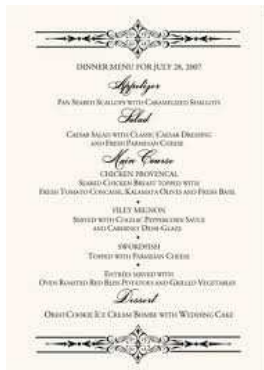 DINNER MENU FOR JULY 28, 2007
Appetizer
PAN SEARED SCALLOPS WITH CARAMELIZED SHALLOTS
Salad
CAESAR SALAD WITH CLASSIC CAESAR DRESSING
AND FRESH PARMESAN CHEESE
Main Course
CHICKEN PROVENCAL
SEARED CHICKEN BREAST TOPPED WITH
FRESH TOMATO CONCASSE, KALAMATA OLIVES AND FRESH BASIL
FILET MIGNON
SERVED WITH COGNAC PEPPERCORN SAUCE
AND CABERNET DEMI-GLAZE
SWORDFISH
TOPPED WITH PARMESAN CHEESE
ENTRÉES SERVED WITH
OVEN ROASTED RED BLISS POTATOES AND GRILLED VEGETABLES
Dessert
OREO COOKIE ICE CREAM BOMBE WITH WEDDING CAKE